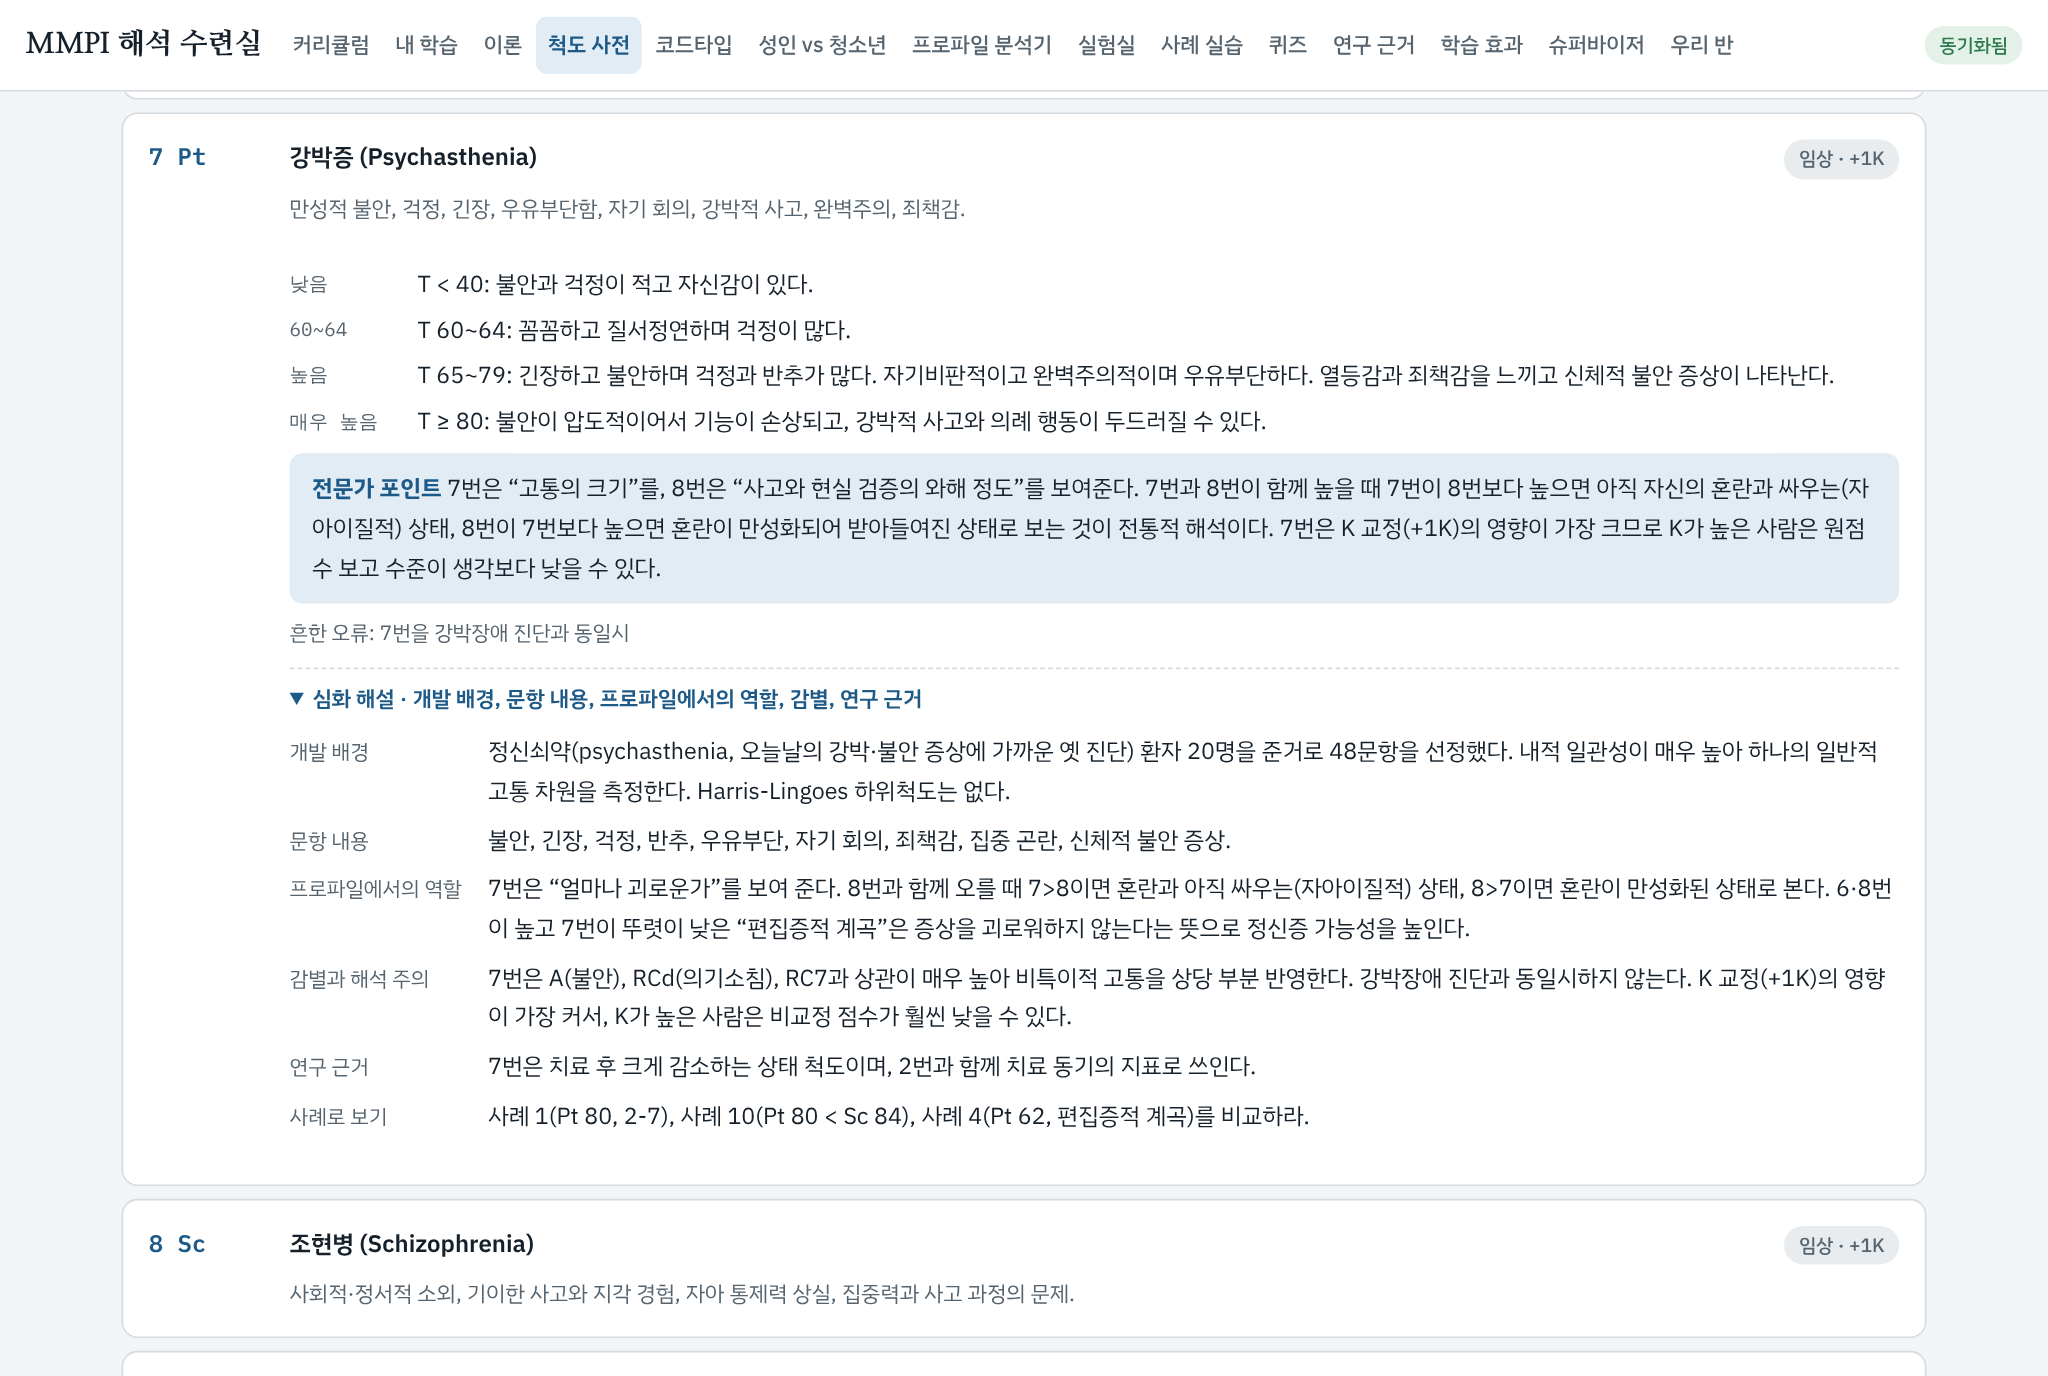 MMPI 해석 수련실 커리큘럼 내 학습 이론 척도 사전 코드타입 성인 vs 청소년 프로파일 분석기 실험실 사례 실습 퀴즈 연구 근거 학습 효과 슈퍼바이저 우리 반 동기화됨
7 Pt 강박증 (Psychasthenia) 임상 · +1K
만성적 불안, 걱정, 긴장, 우유부단함, 자기 회의, 강박적 사고, 완벽주의, 죄책감.
낮음 T < 40: 불안과 걱정이 적고 자신감이 있다.
60~64 T 60~64: 꼼꼼하고 질서정연하며 걱정이 많다.
높음 T 65~79: 긴장하고 불안하며 걱정과 반추가 많다. 자기비판적이고 완벽주의적이며 우유부단하다. 열등감과 죄책감을 느끼고 신체적 불안 증상이 나타난다.
매우 높음 T ≥ 80: 불안이 압도적이어서 기능이 손상되고, 강박적 사고와 의례 행동이 두드러질 수 있다.
전문가 포인트 7번은 “고통의 크기”를, 8번은 “사고와 현실 검증의 와해 정도”를 보여준다. 7번과 8번이 함께 높을 때 7번이 8번보다 높으면 아직 자신의 혼란과 싸우는(자
아이질적) 상태, 8번이 7번보다 높으면 혼란이 만성화되어 받아들여진 상태로 보는 것이 전통적 해석이다. 7번은 K 교정(+1K)의 영향이 가장 크므로 K가 높은 사람은 원점
수 보고 수준이 생각보다 낮을 수 있다.
흔한 오류: 7번을 강박장애 진단과 동일시
▼ 심화 해설 · 개발 배경, 문항 내용, 프로파일에서의 역할, 감별, 연구 근거
개발 배경 정신쇠약(psychasthenia, 오늘날의 강박·불안 증상에 가까운 옛 진단) 환자 20명을 준거로 48문항을 선정했다. 내적 일관성이 매우 높아 하나의 일반적
고통 차원을 측정한다. Harris-Lingoes 하위척도는 없다.
문항 내용 불안, 긴장, 걱정, 반추, 우유부단, 자기 회의, 죄책감, 집중 곤란, 신체적 불안 증상.
프로파일에서의 역할 7번은 “얼마나 괴로운가”를 보여 준다. 8번과 함께 오를 때 7>8이면 혼란과 아직 싸우는(자아이질적) 상태, 8>7이면 혼란이 만성화된 상태로 본다. 6·8번
이 높고 7번이 뚜렷이 낮은 “편집증적 계곡”은 증상을 괴로워하지 않는다는 뜻으로 정신증 가능성을 높인다.
감별과 해석 주의 7번은 A(불안), RCd(의기소침), RC7과 상관이 매우 높아 비특이적 고통을 상당 부분 반영한다. 강박장애 진단과 동일시하지 않는다. K 교정(+1K)의 영향
이 가장 커서, K가 높은 사람은 비교정 점수가 훨씬 낮을 수 있다.
연구 근거 7번은 치료 후 크게 감소하는 상태 척도이며, 2번과 함께 치료 동기의 지표로 쓰인다.
사례로 보기 사례 1(Pt 80, 2-7), 사례 10(Pt 80 < Sc 84), 사례 4(Pt 62, 편집증적 계곡)를 비교하라.
8 Sc 조현병 (Schizophrenia) 임상 · +1K
사회적·정서적 소외, 기이한 사고와 지각 경험, 자아 통제력 상실, 집중력과 사고 과정의 문제.